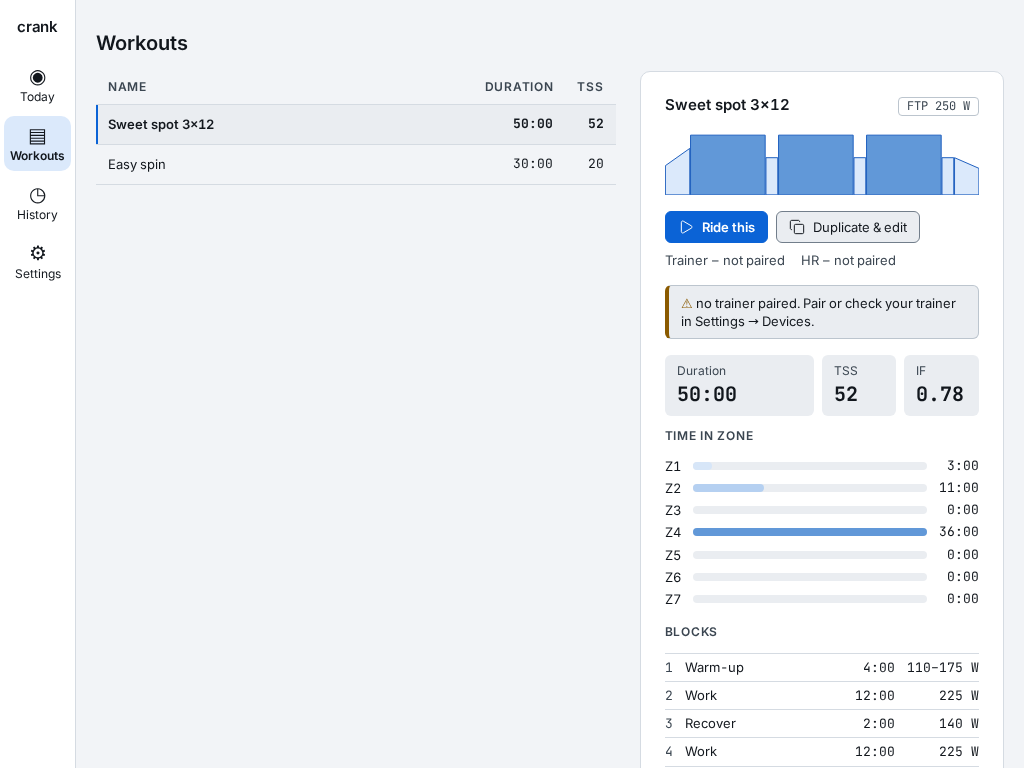 crank
Today
Workouts
History
Settings
Workouts
NAME DURATION TSS
Sweet spot 3×12 50:00 52
Easy spin 30:00 20
Sweet spot 3×12 FTP 250 W
Ride this Duplicate & edit
Trainer – not paired HR – not paired
⚠ no trainer paired. Pair or check your trainer
in Settings → Devices.
Duration TSS IF
50:00 52 0.78
TIME IN ZONE
Z1 3:00
Z2 11:00
Z3 0:00
Z4 36:00
Z5 0:00
Z6 0:00
Z7 0:00
BLOCKS
1 Warm-up 4:00 110–175 W
2 Work 12:00 225 W
3 Recover 2:00 140 W
4 Work 12:00 225 W